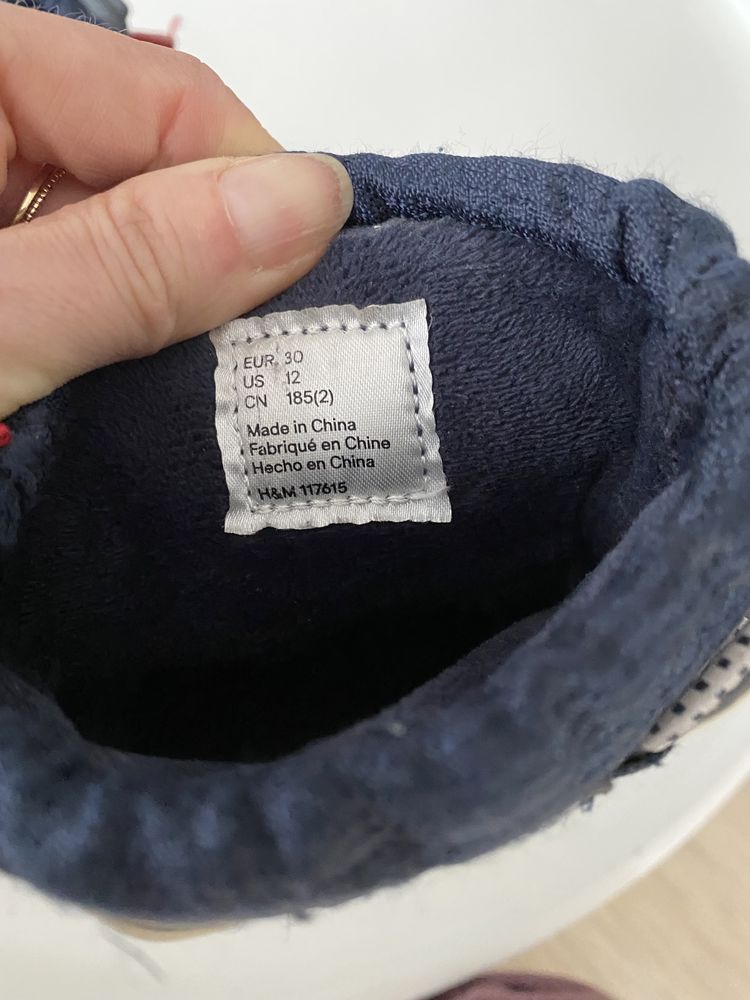 EUR 30
US 12
CN 185(2)
Made in China
Fabriqué en Chine
Hecho en China
H&M 117615